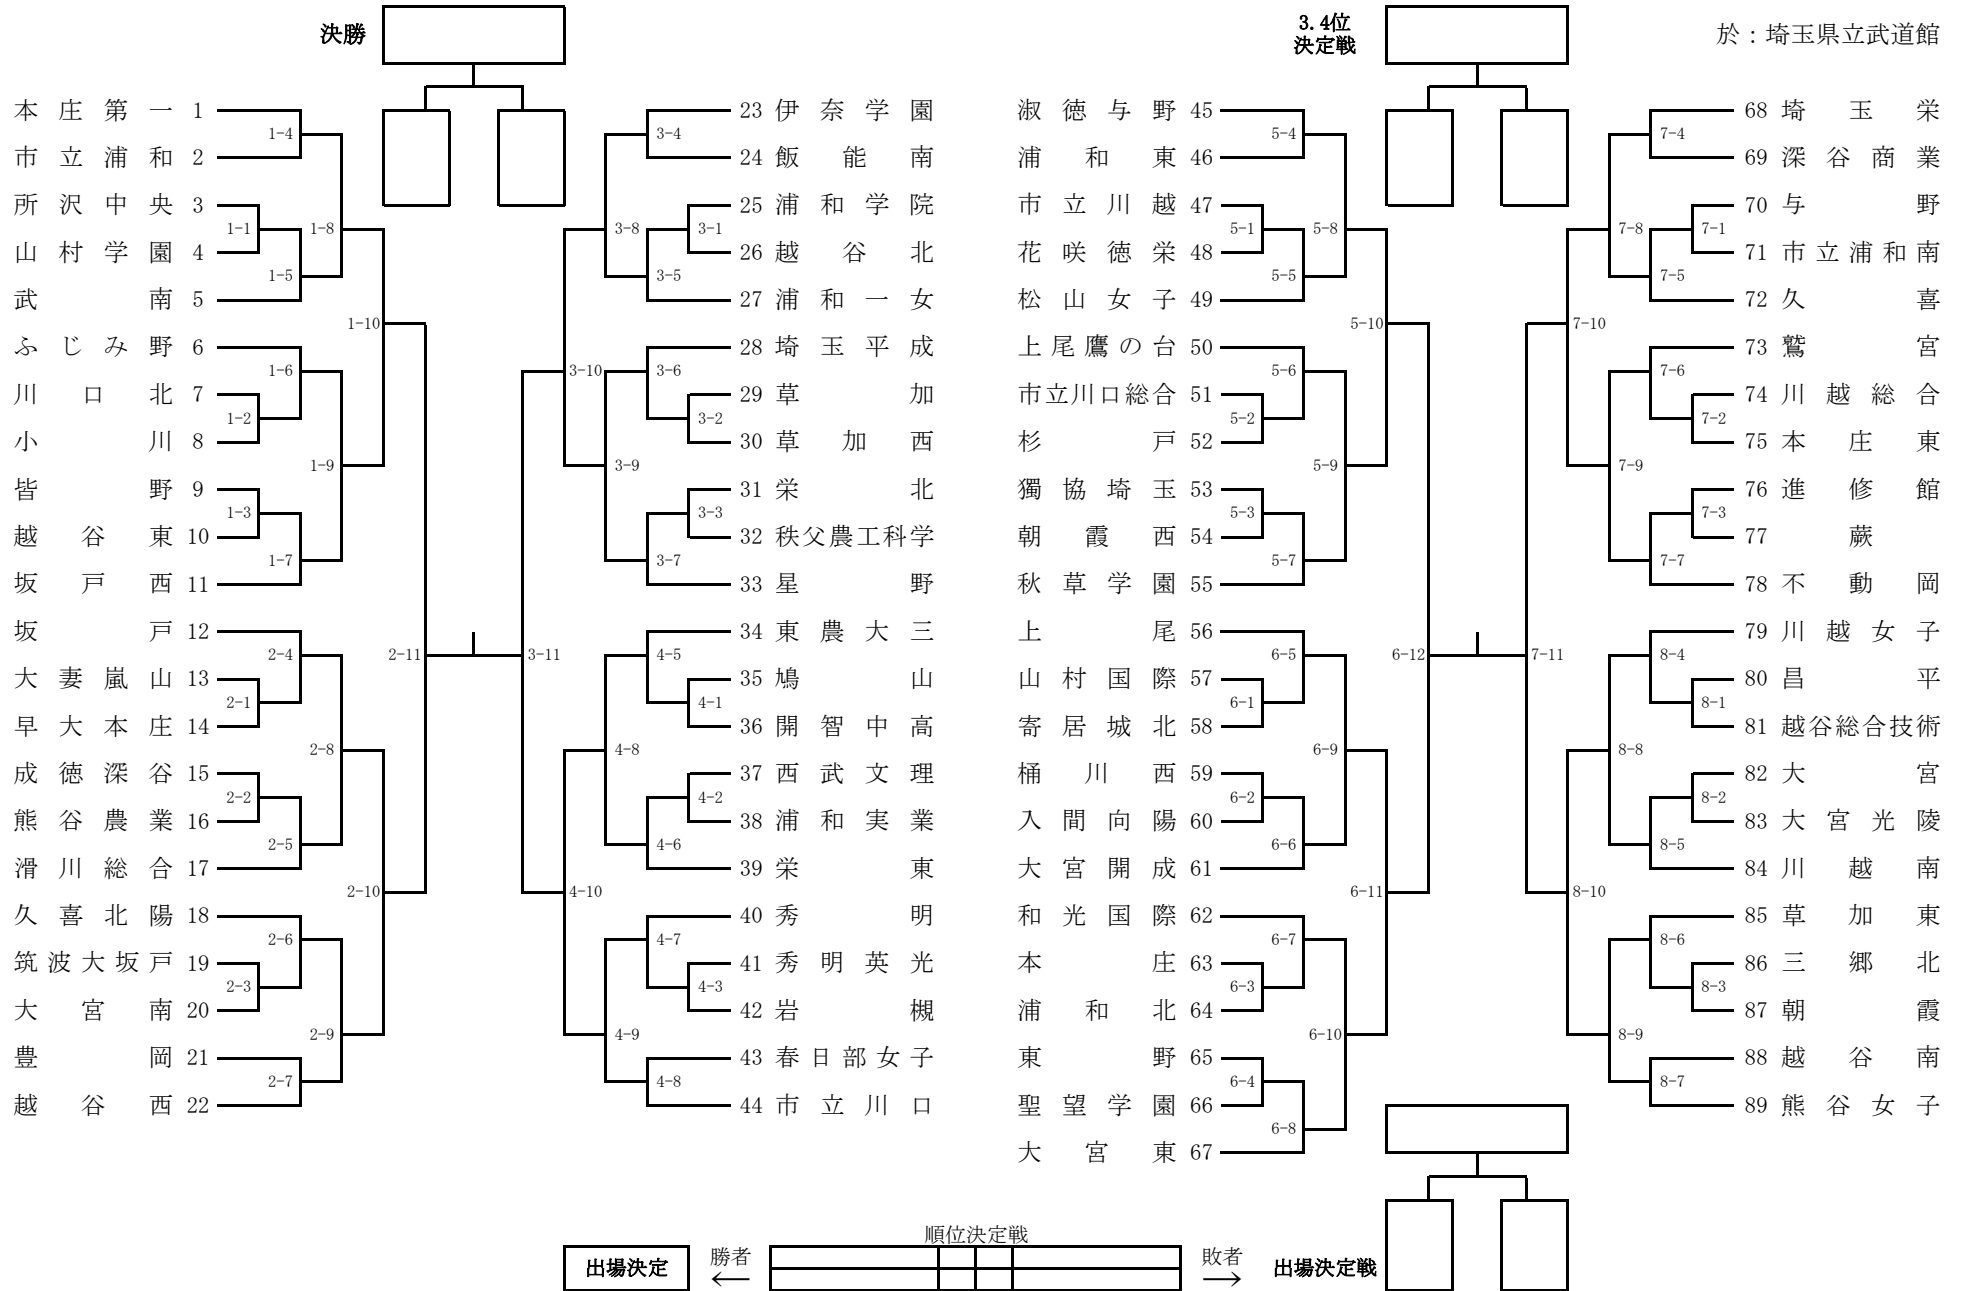 決勝
3.4位
決定戦
於：埼玉県立武道館
本庄第一 1
市立浦和 2
所沢中央 3
山村学園 4
武南 5
ふじみ野 6
川口北 7
小川 8
皆野 9
越谷東 10
坂戸西 11
坂戸 12
大妻嵐山 13
早大本庄 14
成徳深谷 15
熊谷農業 16
滑川総合 17
久喜北陽 18
筑波大坂戸 19
大宮南 20
豊岡 21
越谷西 22
1-4
1-1
1-8
1-5
1-10
1-6
1-2
1-9
1-3
1-7
2-4
2-11
2-1
2-8
2-2
2-5
2-10
2-6
2-3
2-9
2-7
23 伊奈学園
24 飯能南
25 浦和学院
26 越谷北
27 浦和一女
28 埼玉平成
29 草加
30 草加西
31 栄北
32 秩父農工科学
33 星野
34 東農大三
35 鳩山
36 開智中高
37 西武文理
38 浦和実業
39 栄東
40 秀明
41 秀明英光
42 岩槻
43 春日部女子
44 市立川口
3-4
3-8
3-1
3-5
3-10
3-6
3-2
3-9
3-3
3-7
3-11
4-5
4-1
4-8
4-2
4-6
4-10
4-7
4-3
4-9
4-8
淑徳与野 45
浦和東 46
市立川越 47
花咲徳栄 48
松山女子 49
上尾鷹の台 50
市立川口総合 51
杉戸 52
獨協埼玉 53
朝霞西 54
秋草学園 55
上尾 56
山村国際 57
寄居城北 58
桶川西 59
入間向陽 60
大宮開成 61
和光国際 62
本庄 63
浦和北 64
東野 65
聖望学園 66
大宮東 67
5-4
5-1
5-8
5-5
5-10
5-6
5-2
5-9
5-3
5-7
6-5
6-12
6-1
6-9
6-2
6-6
6-11
6-7
6-3
6-10
6-4
6-8
68 埼玉栄
69 深谷商業
70 与野
71 市立浦和南
72 久喜
73 鷲宮
74 川越総合
75 本庄東
76 進修館
77 蕨
78 不動岡
79 川越女子
80 昌平
81 越谷総合技術
82 大宮
83 大宮光陵
84 川越南
85 草加東
86 三郷北
87 朝霞
88 越谷南
89 熊谷女子
7-4
7-8
7-1
7-5
7-10
7-6
7-2
7-9
7-3
7-7
7-11
8-4
8-1
8-8
8-2
8-5
8-10
8-6
8-3
8-9
8-7
順位決定戦
出場決定 勝者 ← 敗者 → 出場決定戦